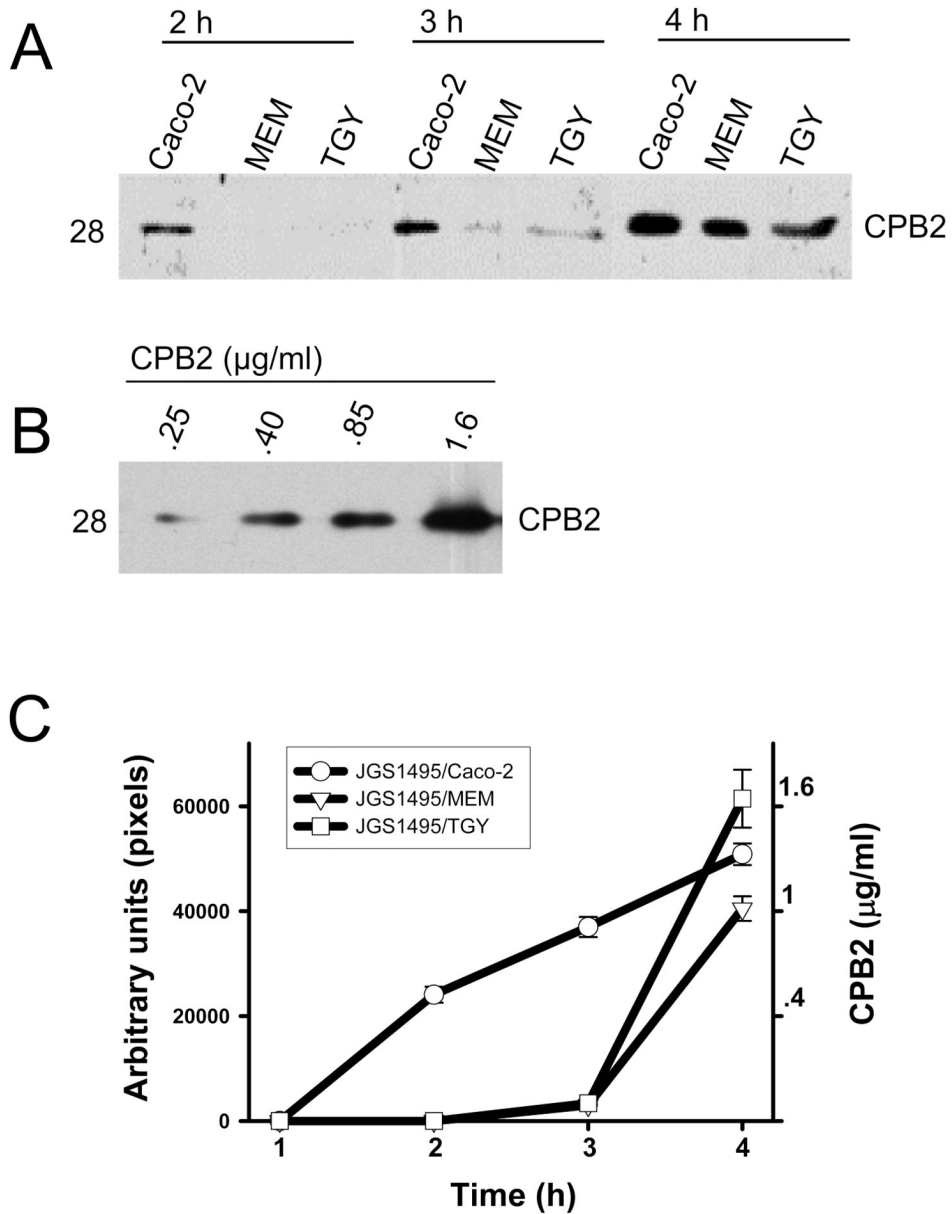 A
2 h 3 h 4 h
Caco-2 MEM TGY Caco-2 MEM TGY Caco-2 MEM TGY
28 CPB2
CPB2 (µg/ml)
B
.25 .40 .85 1.6
28 CPB2
C
Arbitrary units (pixels)
60000
40000
20000
0
JGS1495/Caco-2
JGS1495/MEM
JGS1495/TGY
1.6
1
.4
CPB2 (µg/ml)
1 2 3 4
Time (h)